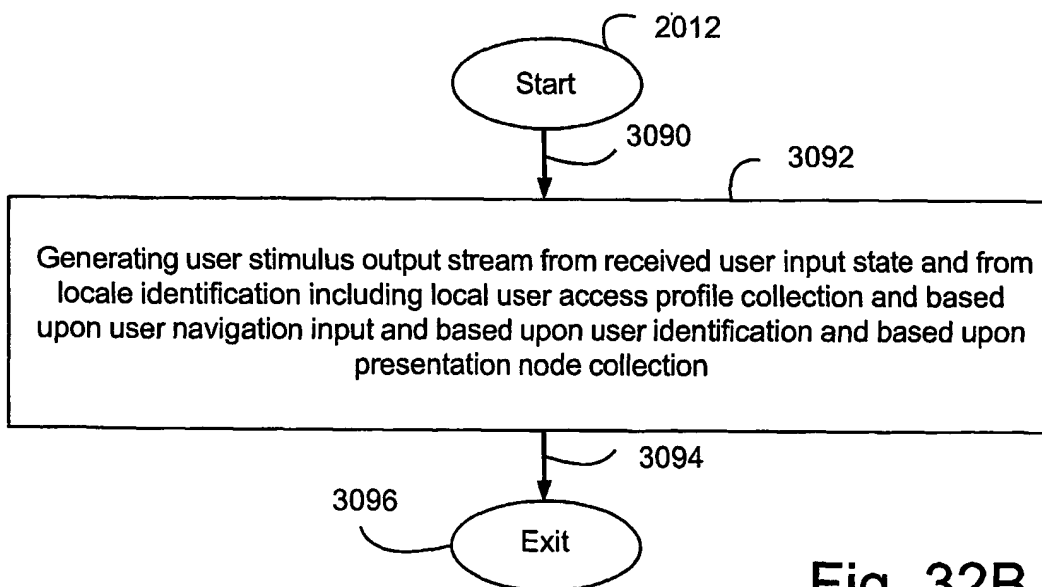 2012
Start
3090
3092
Generating user stimulus output stream from received user input state and from
locale identification including local user access profile collection and based
upon user navigation input and based upon user identification and based upon
presentation node collection
3094
3096
Exit
Fig. 32B